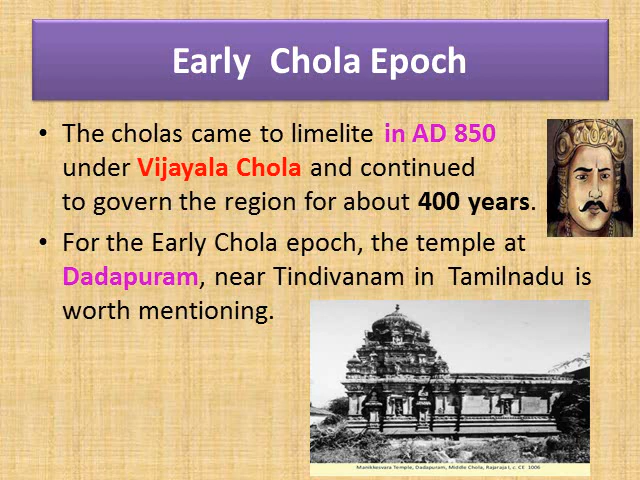 Early Chola Epoch
• The cholas came to limelite in AD 850
under Vijayala Chola and continued
to govern the region for about 400 years.
• For the Early Chola epoch, the temple at
Dadapuram, near Tindivanam in Tamilnadu is
worth mentioning.
Manikkesvara Temple, Dadapuram, Middle Chola, Rajaraja I, c. CE 1006